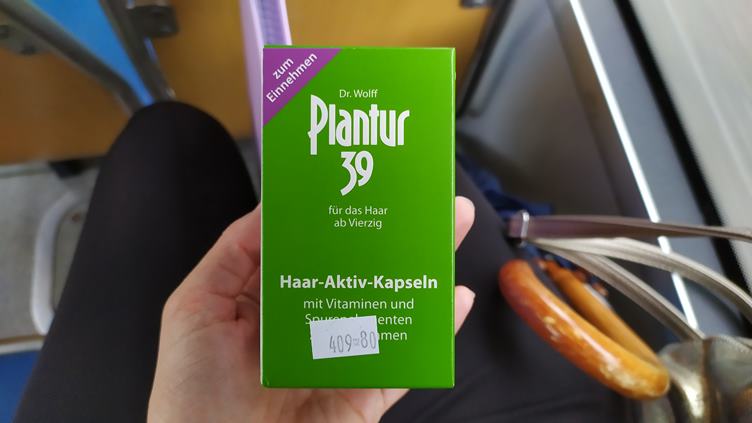 zum
Einnehmen
Dr. Wolff
Plantur
39
für das Haar
ab Vierzig
Haar-Aktiv-Kapseln
mit Vitaminen und
409=80